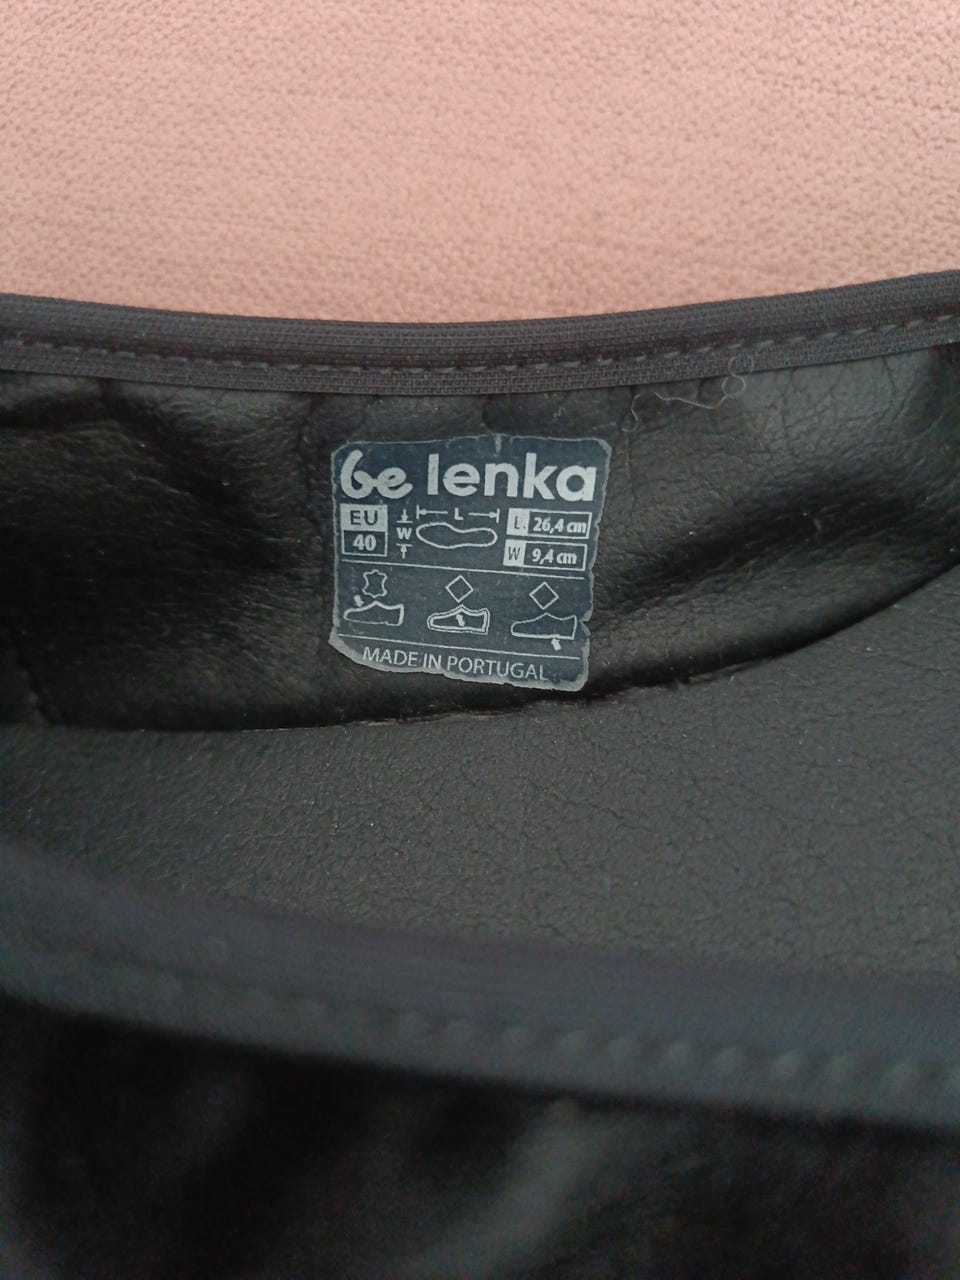 be lenka
EU L L 26,4 cm
40 W W 9,4 cm
MADE IN PORTUGAL